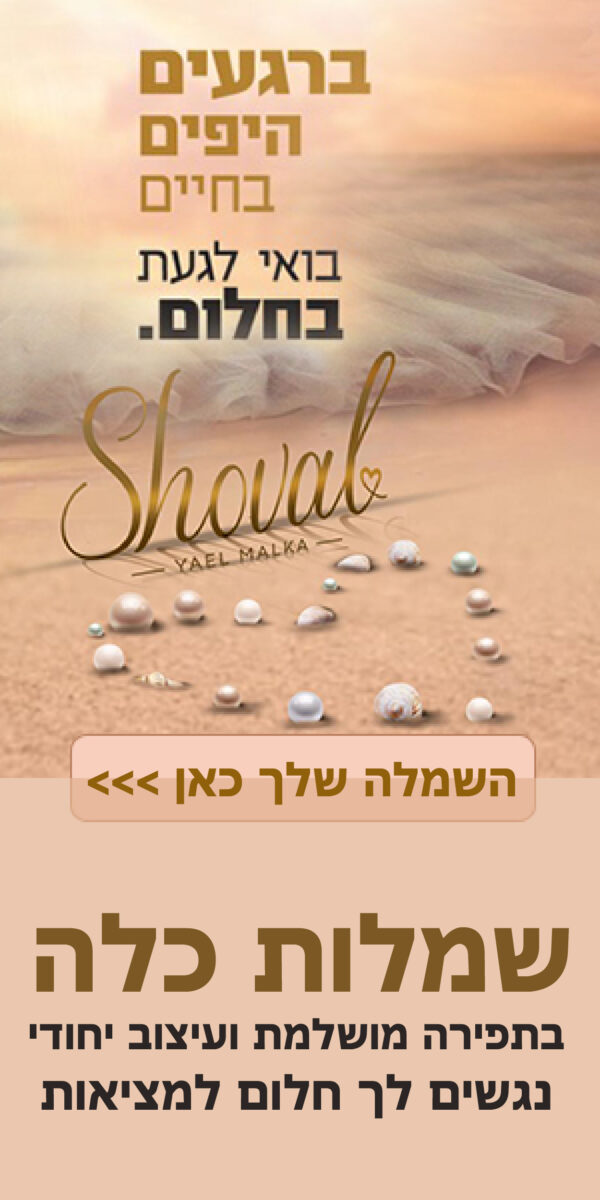 ברגעים
היפים
בחיים
בואי לגעת
בחלום.
Shoval
YAEL MALKA
השמלה שלך כאן >>>
שמלות כלה
בתפירה מושלמת ועיצוב יחודי
נגשים לך חלום למציאות